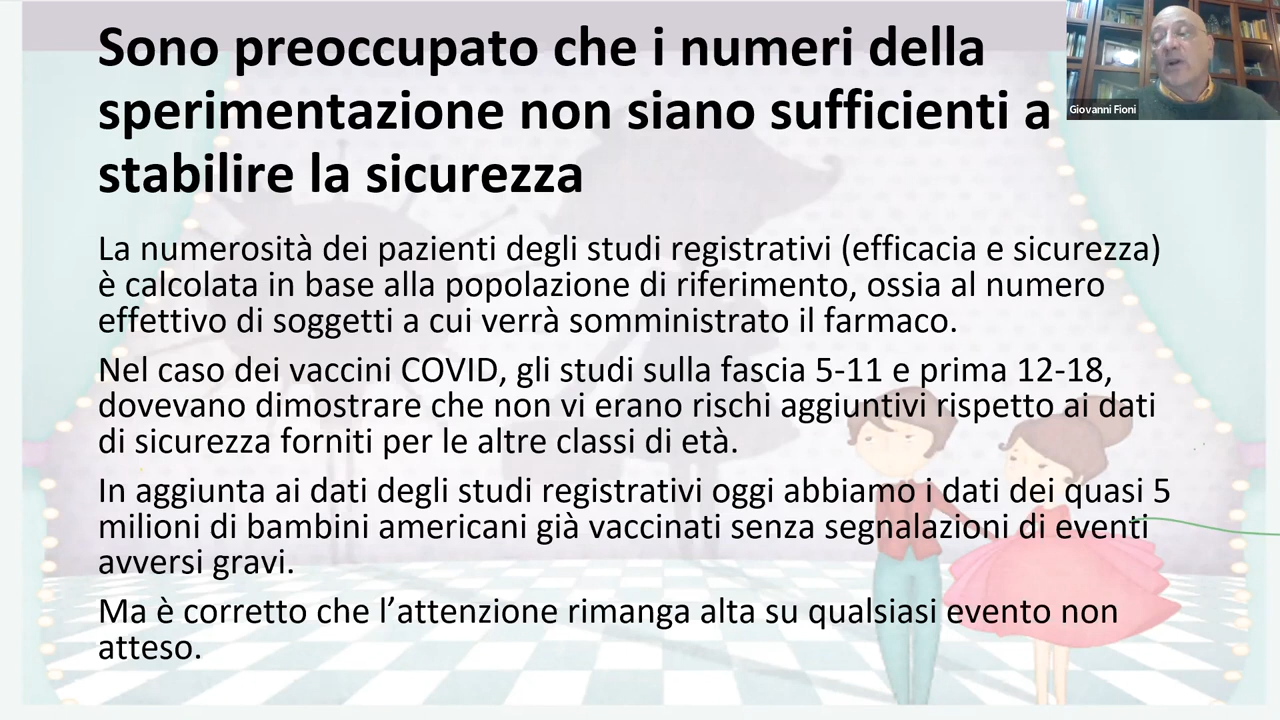 Sono preoccupato che i numeri della
sperimentazione non siano sufficienti a
stabilire la sicurezza
Giovanni Fioni
La numerosità dei pazienti degli studi registrativi (efficacia e sicurezza)
è calcolata in base alla popolazione di riferimento, ossia al numero
effettivo di soggetti a cui verrà somministrato il farmaco.
Nel caso dei vaccini COVID, gli studi sulla fascia 5-11 e prima 12-18,
dovevano dimostrare che non vi erano rischi aggiuntivi rispetto ai dati
di sicurezza forniti per le altre classi di età.
In aggiunta ai dati degli studi registrativi oggi abbiamo i dati dei quasi 5
milioni di bambini americani già vaccinati senza segnalazioni di eventi
avversi gravi.
Ma è corretto che l’attenzione rimanga alta su qualsiasi evento non
atteso.